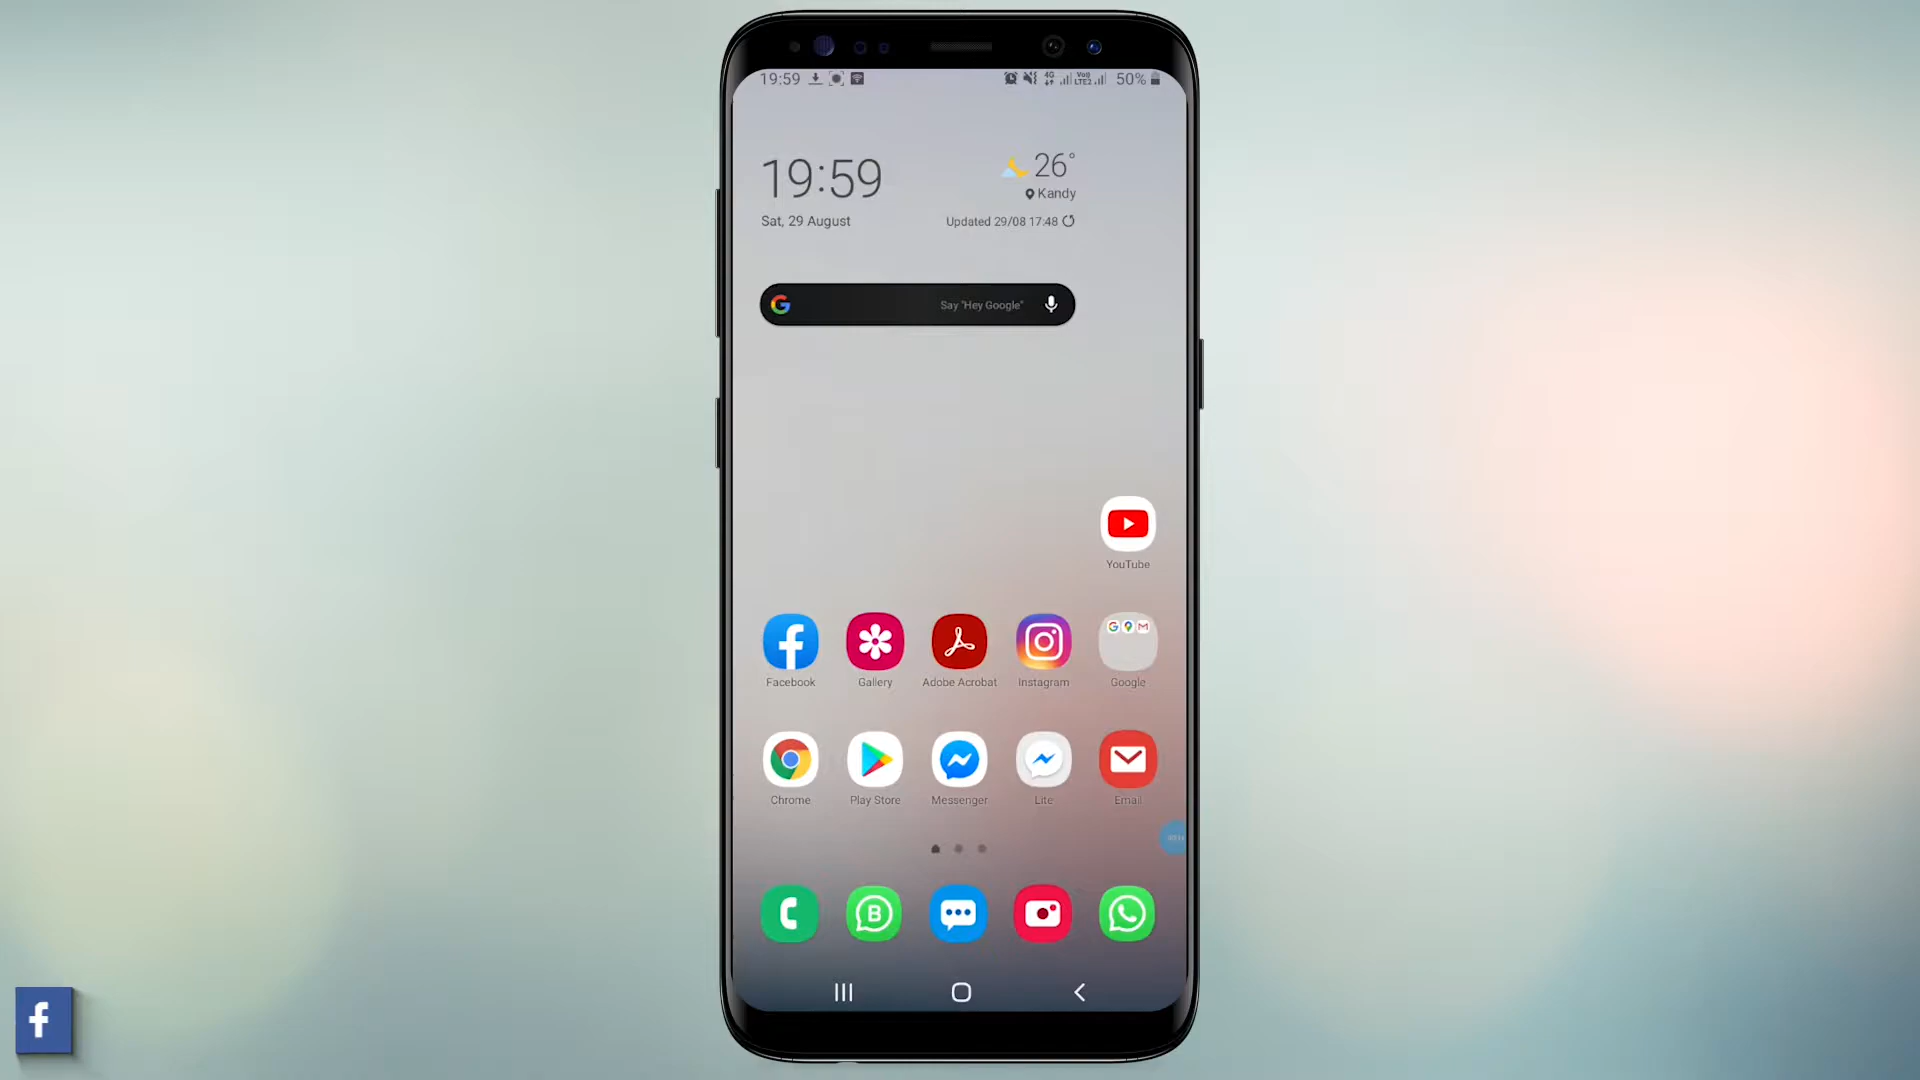 19:59
50%
19:59
26°
Kandy
Sat, 29 August
Updated 29/08 17:48
Say "Hey Google"
YouTube
Facebook
Gallery
Adobe Acrobat
Instagram
Google
Chrome
Play Store
Messenger
Lite
Email